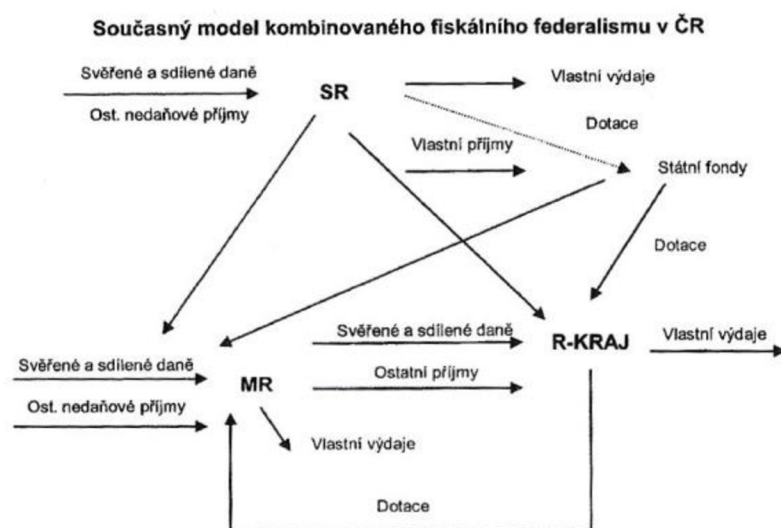 Současný model kombinovaného fiskálního federalismu v ČR
Svěřené a sdílené daně
SR
Vlastní výdaje
Ost. nedaňové příjmy
Dotace
Vlastní příjmy
Státní fondy
Dotace
Svěřené a sdílené daně
R-KRAJ
Vlastní výdaje
Svěřené a sdílené daně
MR
Ostatní příjmy
Ost. nedaňové příjmy
Vlastní výdaje
Dotace